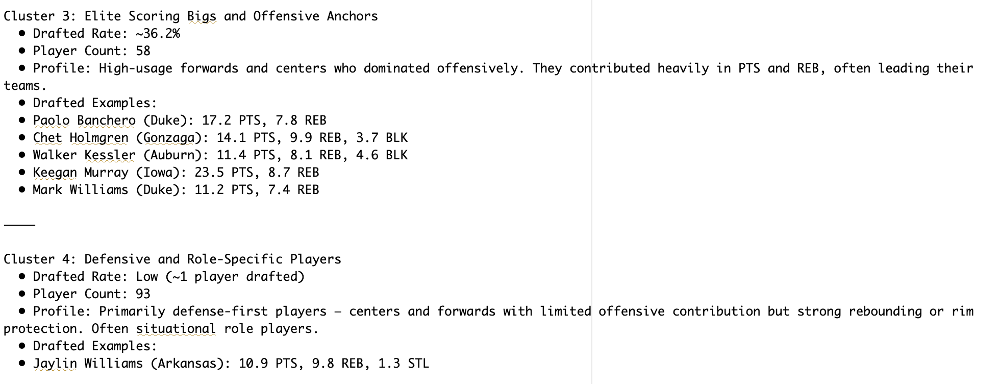 Cluster 3: Elite Scoring Bigs and Offensive Anchors
• Drafted Rate: ~36.2%
• Player Count: 58
• Profile: High-usage forwards and centers who dominated offensively. They contributed heavily in PTS and REB, often leading their
teams.
• Drafted Examples:
• Paolo Banchero (Duke): 17.2 PTS, 7.8 REB
• Chet Holmgren (Gonzaga): 14.1 PTS, 9.9 REB, 3.7 BLK
• Walker Kessler (Auburn): 11.4 PTS, 8.1 REB, 4.6 BLK
• Keegan Murray (Iowa): 23.5 PTS, 8.7 REB
• Mark Williams (Duke): 11.2 PTS, 7.4 REB
⸻
Cluster 4: Defensive and Role-Specific Players
• Drafted Rate: Low (~1 player drafted)
• Player Count: 93
• Profile: Primarily defense-first players — centers and forwards with limited offensive contribution but strong rebounding or rim
protection. Often situational role players.
• Drafted Examples:
• Jaylin Williams (Arkansas): 10.9 PTS, 9.8 REB, 1.3 STL